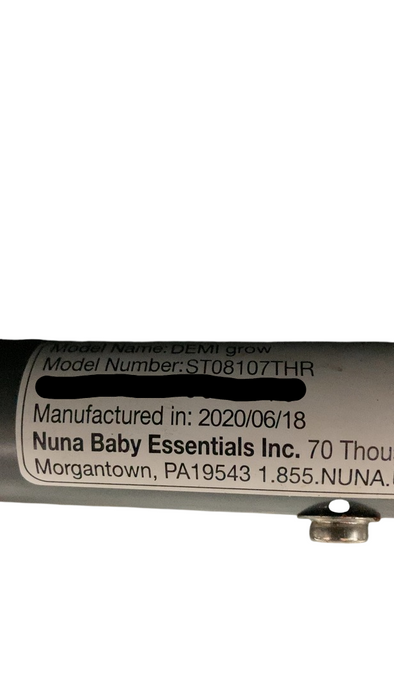 Model Name: DEMI grow
Model Number:ST08107THR
Manufactured in: 2020/06/18
Nuna Baby Essentials Inc. 70 Thou
Morgantown, PA19543 1.855.NUNA.